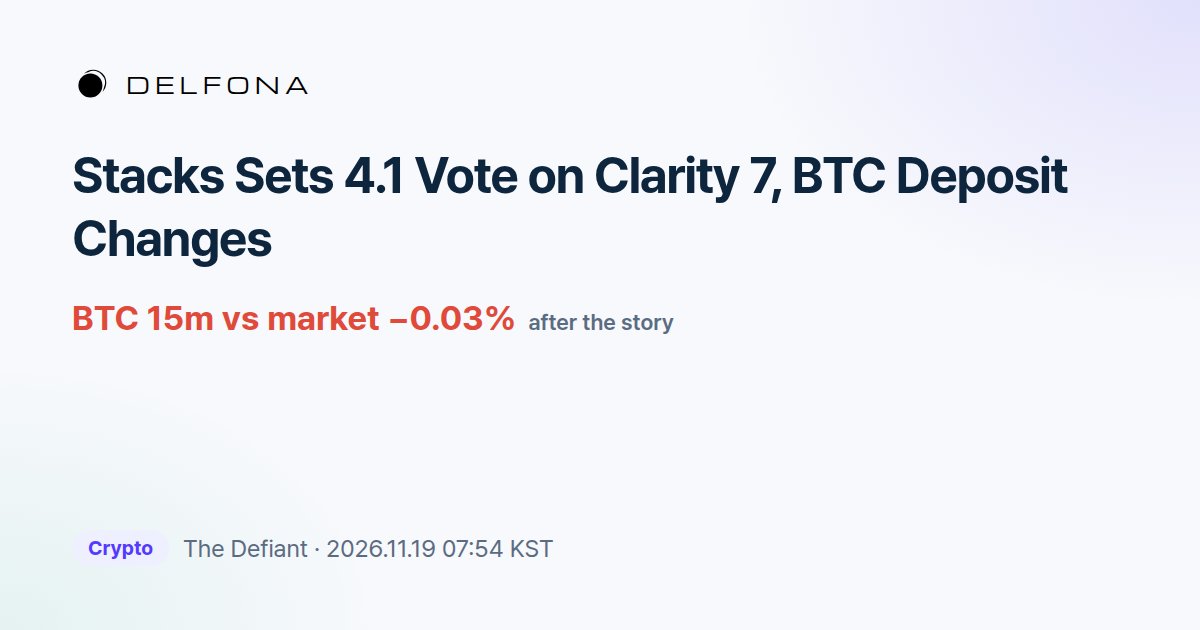 DELFONA
Stacks Sets 4.1 Vote on Clarity 7, BTC Deposit
Changes
BTC 15m vs market −0.03% after the story
Crypto The Defiant · 2026.11.19 07:54 KST